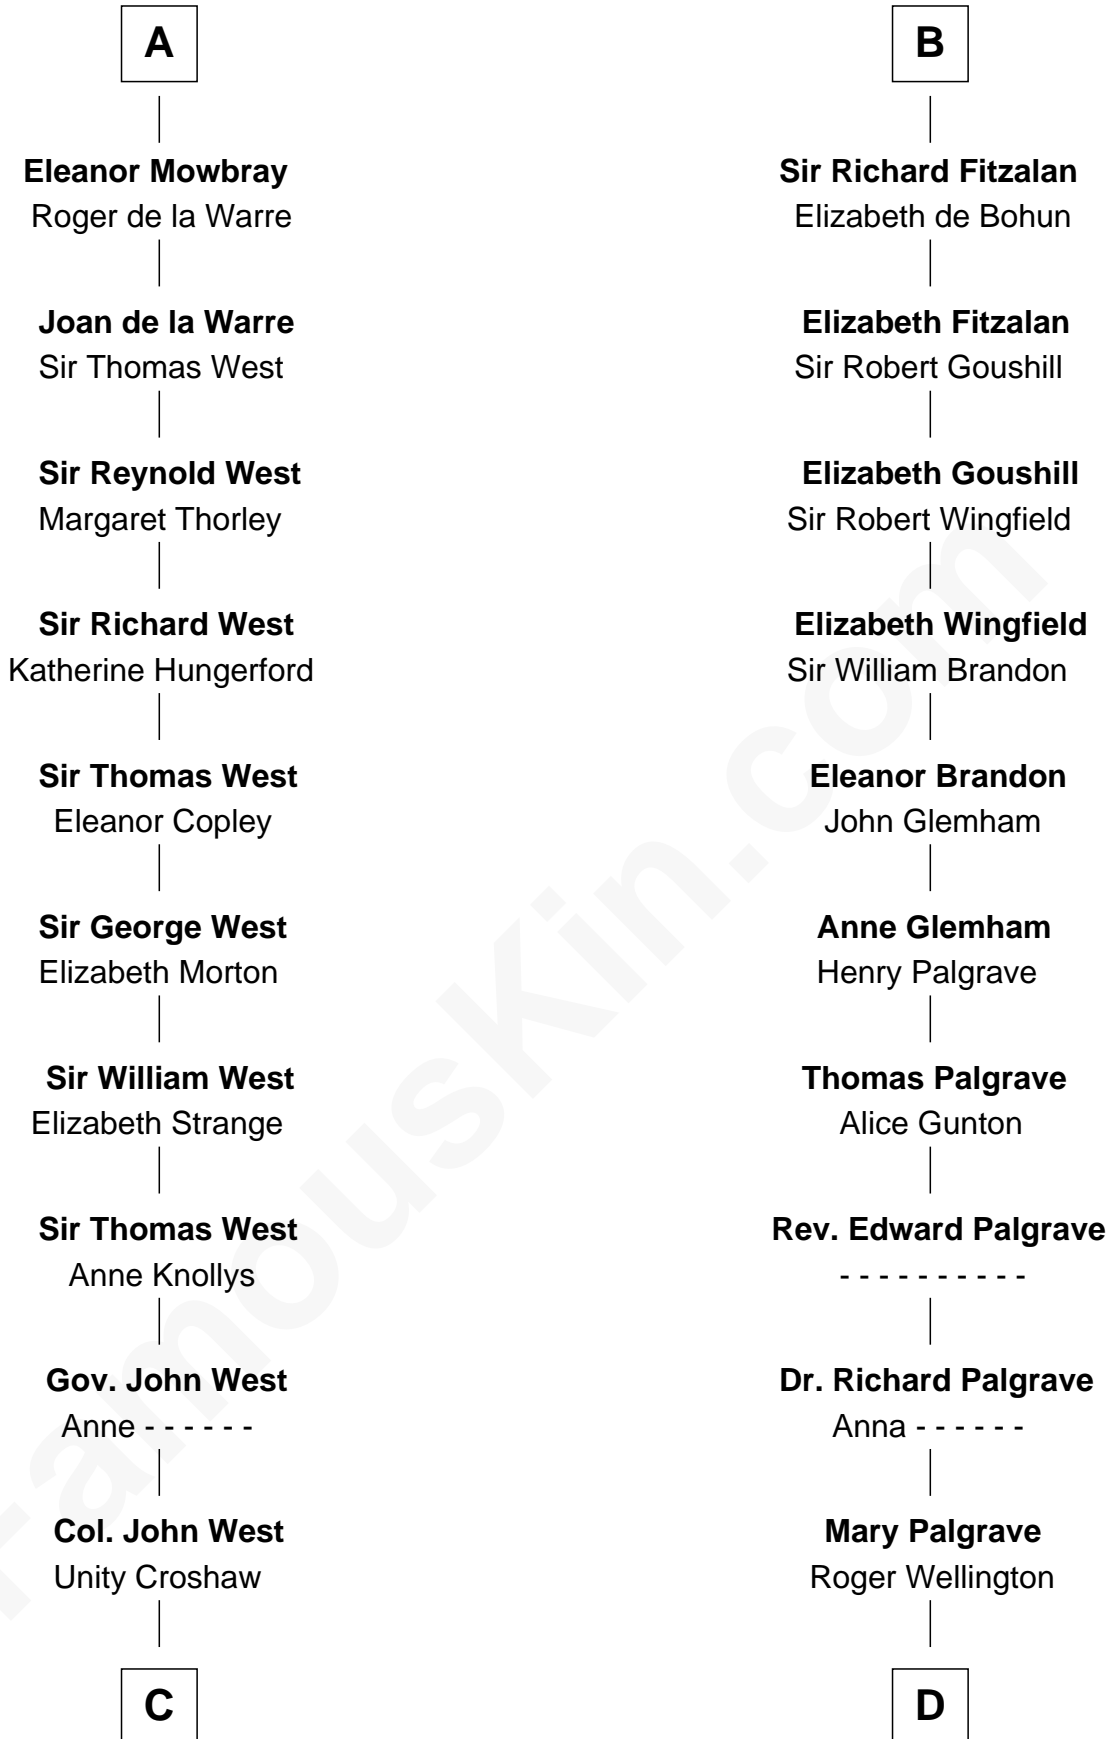 A
Eleanor Mowbray
Roger de la Warre
Joan de la Warre
Sir Thomas West
Sir Reynold West
Margaret Thorley
Sir Richard West
Katherine Hungerford
Sir Thomas West
Eleanor Copley
Sir George West
Elizabeth Morton
Sir William West
Elizabeth Strange
Sir Thomas West
Anne Knollys
Gov. John West
Anne - - - - - -
Col. John West
Unity Croshaw
C
B
Sir Richard Fitzalan
Elizabeth de Bohun
Elizabeth Fitzalan
Sir Robert Goushill
Elizabeth Goushill
Sir Robert Wingfield
Elizabeth Wingfield
Sir William Brandon
Eleanor Brandon
John Glemham
Anne Glemham
Henry Palgrave
Thomas Palgrave
Alice Gunton
Rev. Edward Palgrave
- - - - - - - - - -
Dr. Richard Palgrave
Anna - - - - - -
Mary Palgrave
Roger Wellington
D
FamousKin.com